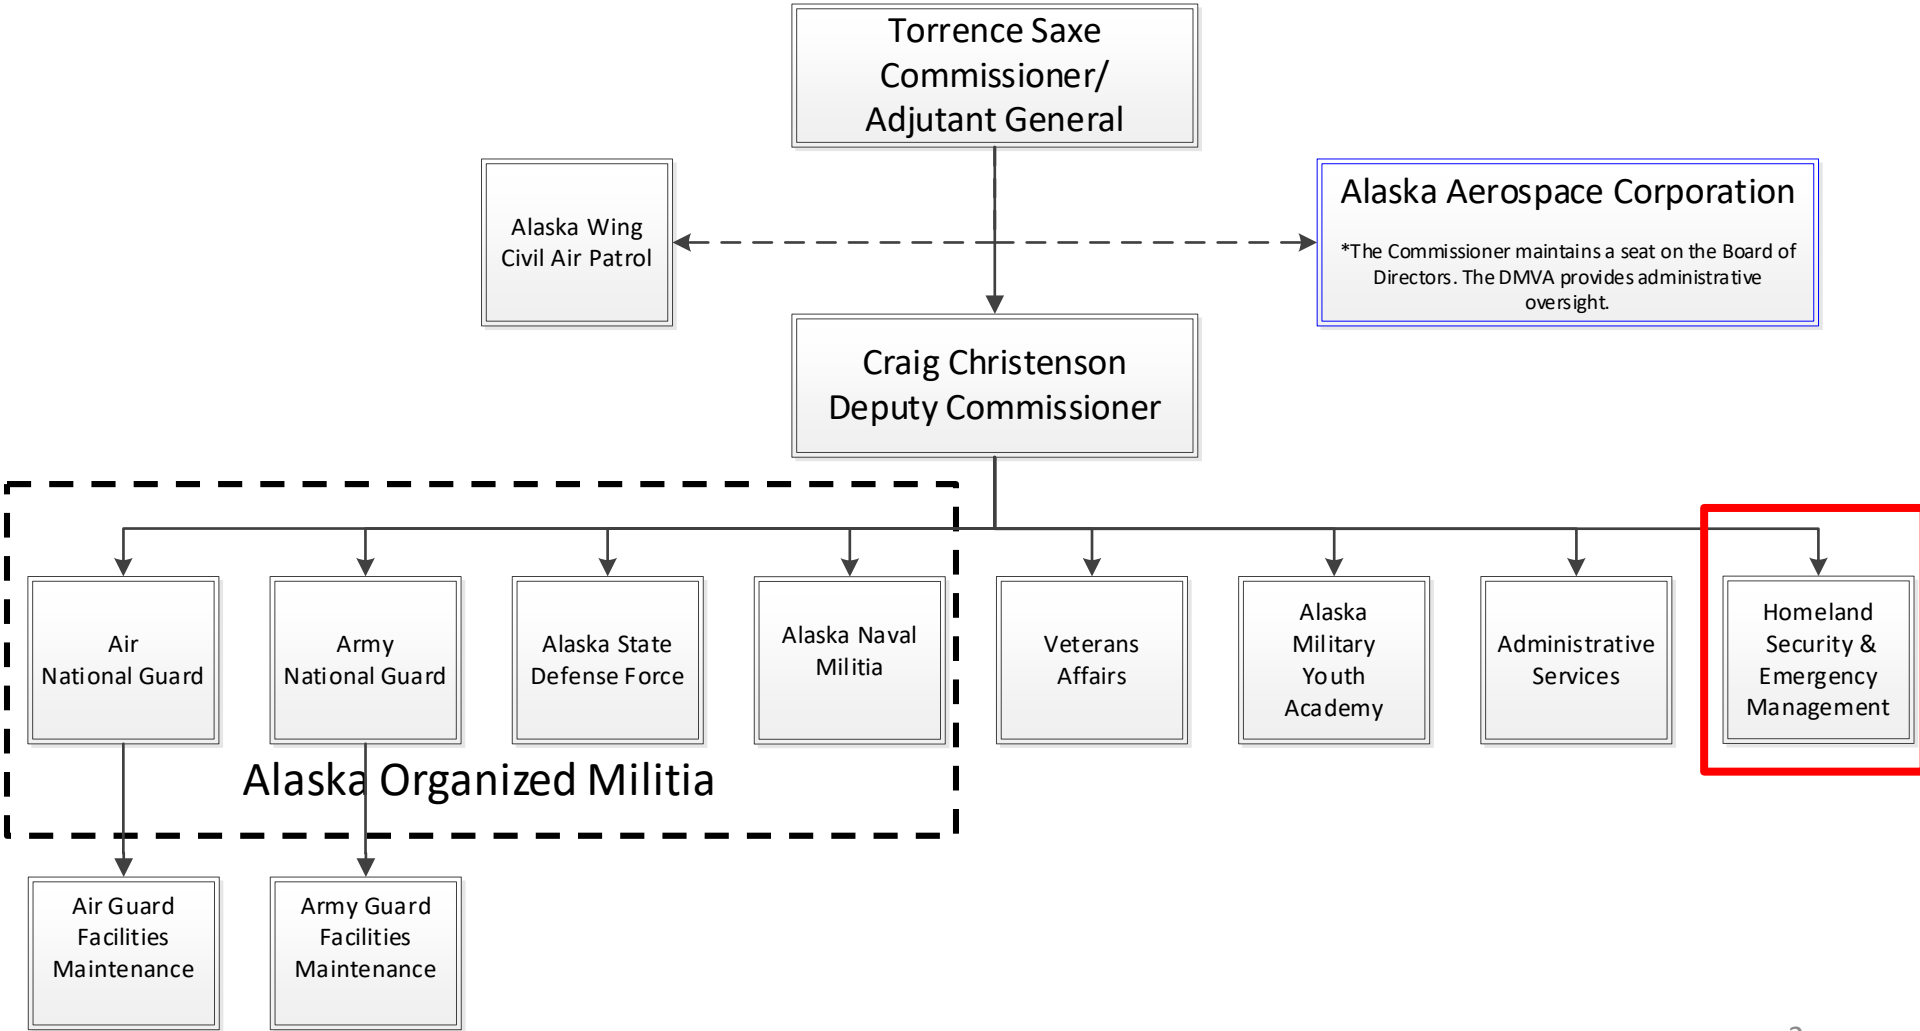 Torrence Saxe
Commissioner/
Adjutant General
Alaska Wing
Civil Air Patrol
Alaska Aerospace Corporation
*The Commissioner maintains a seat on the Board of
Directors. The DMVA provides administrative
oversight.
Craig Christenson
Deputy Commissioner
Air
National Guard
Army
National Guard
Alaska State
Defense Force
Alaska Naval
Militia
Veterans
Affairs
Alaska
Military
Youth
Academy
Administrative
Services
Homeland
Security &
Emergency
Management
Alaska Organized Militia
Air Guard
Facilities
Maintenance
Army Guard
Facilities
Maintenance